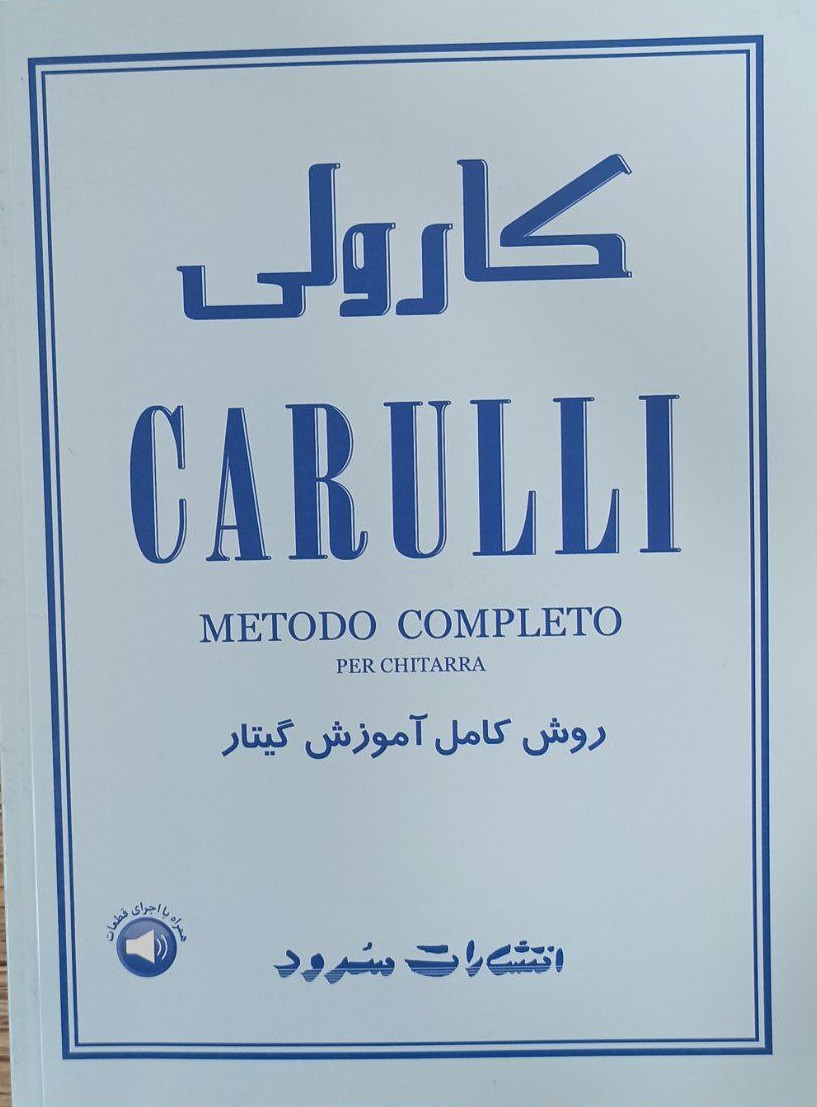 کارولی
CARULLI
METODO COMPLETO
PER CHITARRA
روش کامل آموزش گیتار
همراه با اجرای قطعات
انتشارات سرود